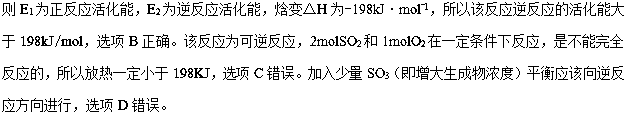 则 E₁为正反应活化能，E₂为逆反应活化能，焓变△H 为-198kJ·mol⁻¹，所以该反应逆反应的活化能大
于 198kJ/mol，选项 B 正确。该反应为可逆反应，2molSO₂和 1molO₂在一定条件下反应，是不能完全
反应的，所以放热一定小于 198KJ，选项 C 错误。加入少量 SO₃（即增大生成物浓度）平衡应该向逆反
应方向进行，选项 D 错误。